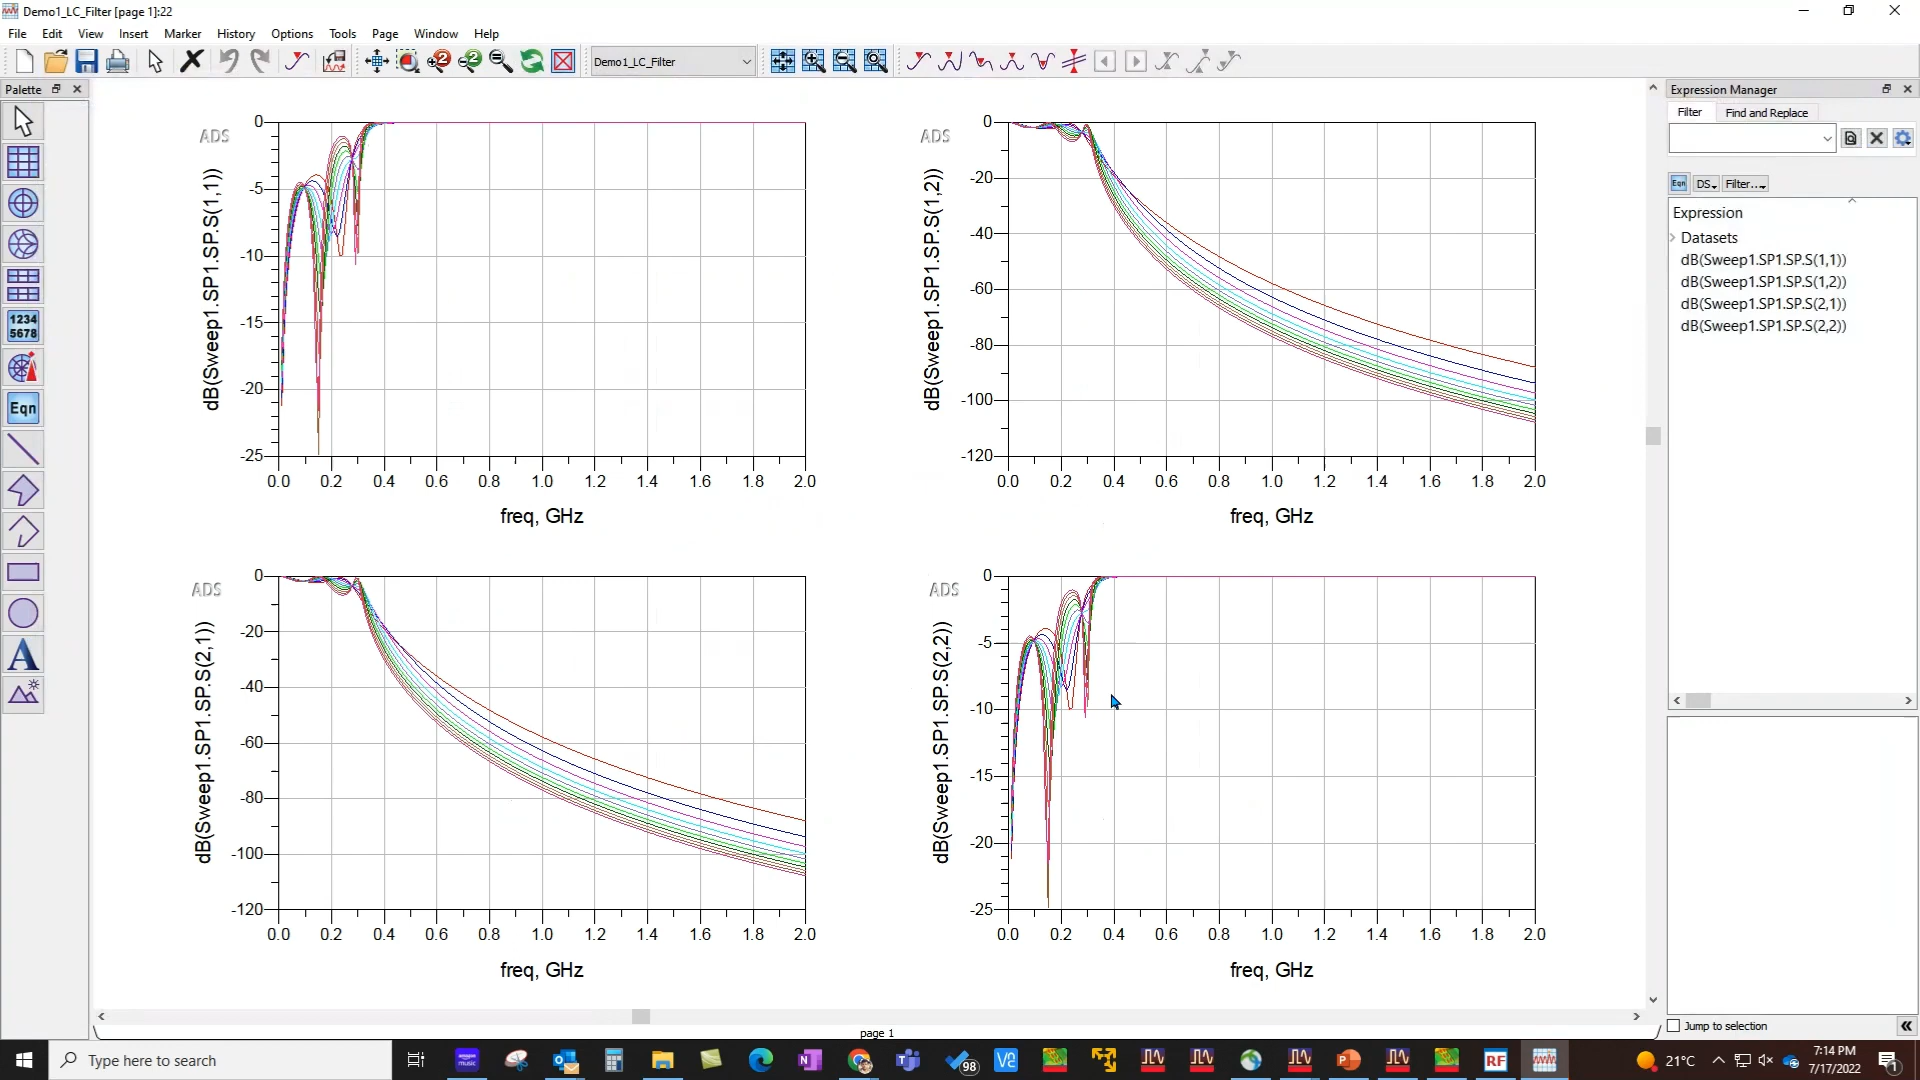 Demo1_LC_Filter [page 1]:22
File Edit View Insert Marker History Options Tools Page Window Help
Demo1_LC_Filter
Palette
Expression Manager
Filter Find and Replace
Eqn DS Filter...
Expression
Datasets
dB(Sweep1.SP1.SP.S(1,1))
dB(Sweep1.SP1.SP.S(1,2))
dB(Sweep1.SP1.SP.S(2,1))
dB(Sweep1.SP1.SP.S(2,2))
1234
5678
Eqn
A
ADS
dB(Sweep1.SP1.SP.S(1,1))
0
-5
-10
-15
-20
-25
0.0 0.2 0.4 0.6 0.8 1.0 1.2 1.4 1.6 1.8 2.0
freq, GHz
ADS
dB(Sweep1.SP1.SP.S(1,2))
0
-20
-40
-60
-80
-100
-120
0.0 0.2 0.4 0.6 0.8 1.0 1.2 1.4 1.6 1.8 2.0
freq, GHz
ADS
dB(Sweep1.SP1.SP.S(2,1))
0
-20
-40
-60
-80
-100
-120
0.0 0.2 0.4 0.6 0.8 1.0 1.2 1.4 1.6 1.8 2.0
freq, GHz
ADS
dB(Sweep1.SP1.SP.S(2,2))
0
-5
-10
-15
-20
-25
0.0 0.2 0.4 0.6 0.8 1.0 1.2 1.4 1.6 1.8 2.0
freq, GHz
page 1
Jump to selection
Type here to search
98
RF
21°C
7:14 PM
7/17/2022
1